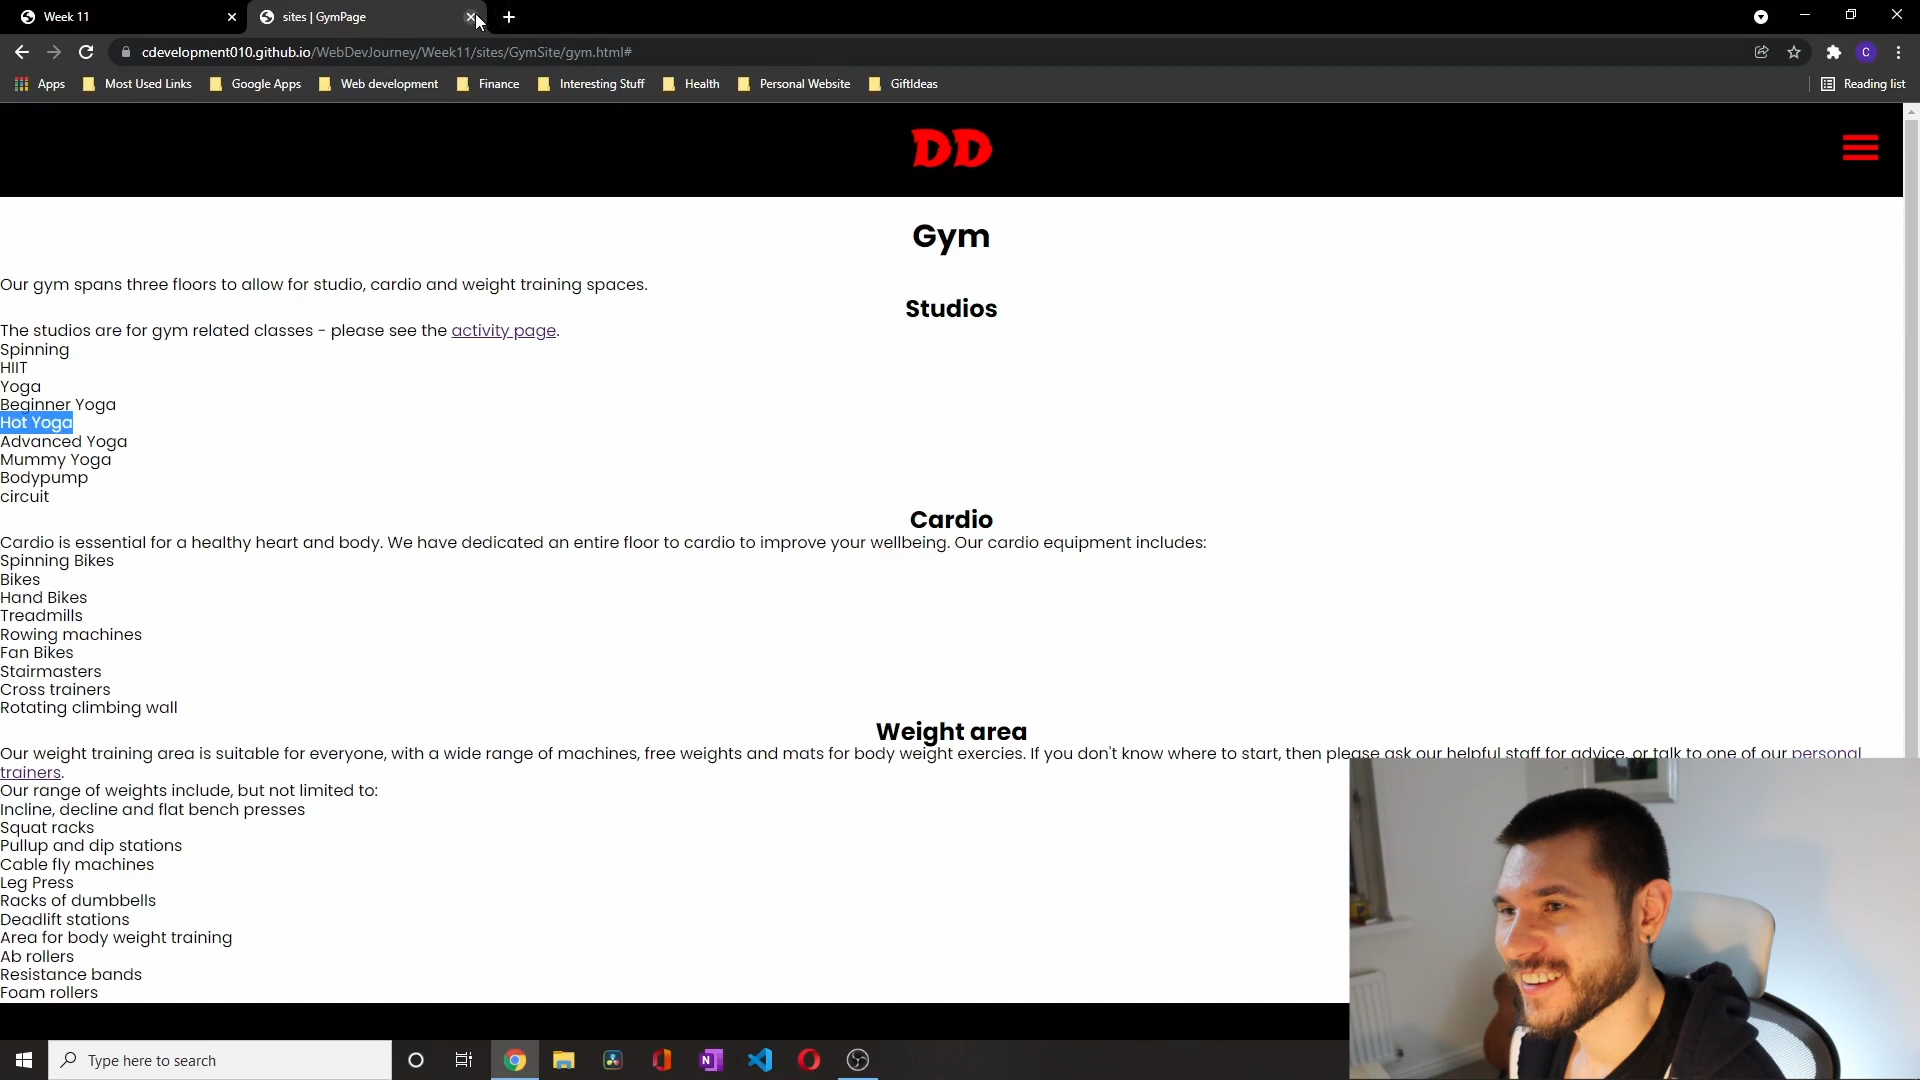 Week 11
sites | GymPage
cdevelopment010.github.io/WebDevJourney/Week11/sites/GymSite/gym.html#
C
Apps
Most Used Links
Google Apps
Web development
Finance
Interesting Stuff
Health
Personal Website
GiftIdeas
Reading list
DD
Gym
Our gym spans three floors to allow for studio, cardio and weight training spaces.
Studios
The studios are for gym related classes - please see the activity page.
Spinning
HIIT
Yoga
Beginner Yoga
Hot Yoga
Advanced Yoga
Mummy Yoga
Bodypump
circuit
Cardio
Cardio is essential for a healthy heart and body. We have dedicated an entire floor to cardio to improve your wellbeing. Our cardio equipment includes:
Spinning Bikes
Bikes
Hand Bikes
Treadmills
Rowing machines
Fan Bikes
Stairmasters
Cross trainers
Rotating climbing wall
Weight area
Our weight training area is suitable for everyone, with a wide range of machines, free weights and mats for body weight exercies. If you don't know where to start, then please ask our helpful staff for advice, or talk to one of our personal
trainers.
Our range of weights include, but not limited to:
Incline, decline and flat bench presses
Squat racks
Pullup and dip stations
Cable fly machines
Leg Press
Racks of dumbbells
Deadlift stations
Area for body weight training
Ab rollers
Resistance bands
Foam rollers
Type here to search
N